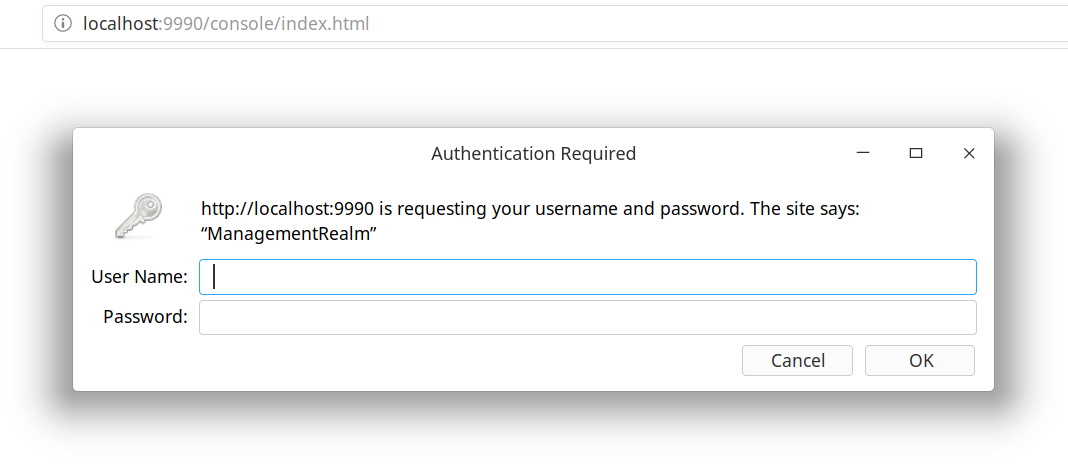 localhost:9990/console/index.html
Authentication Required
http://localhost:9990 is requesting your username and password. The site says:
“ManagementRealm”
User Name:
Password:
Cancel
OK